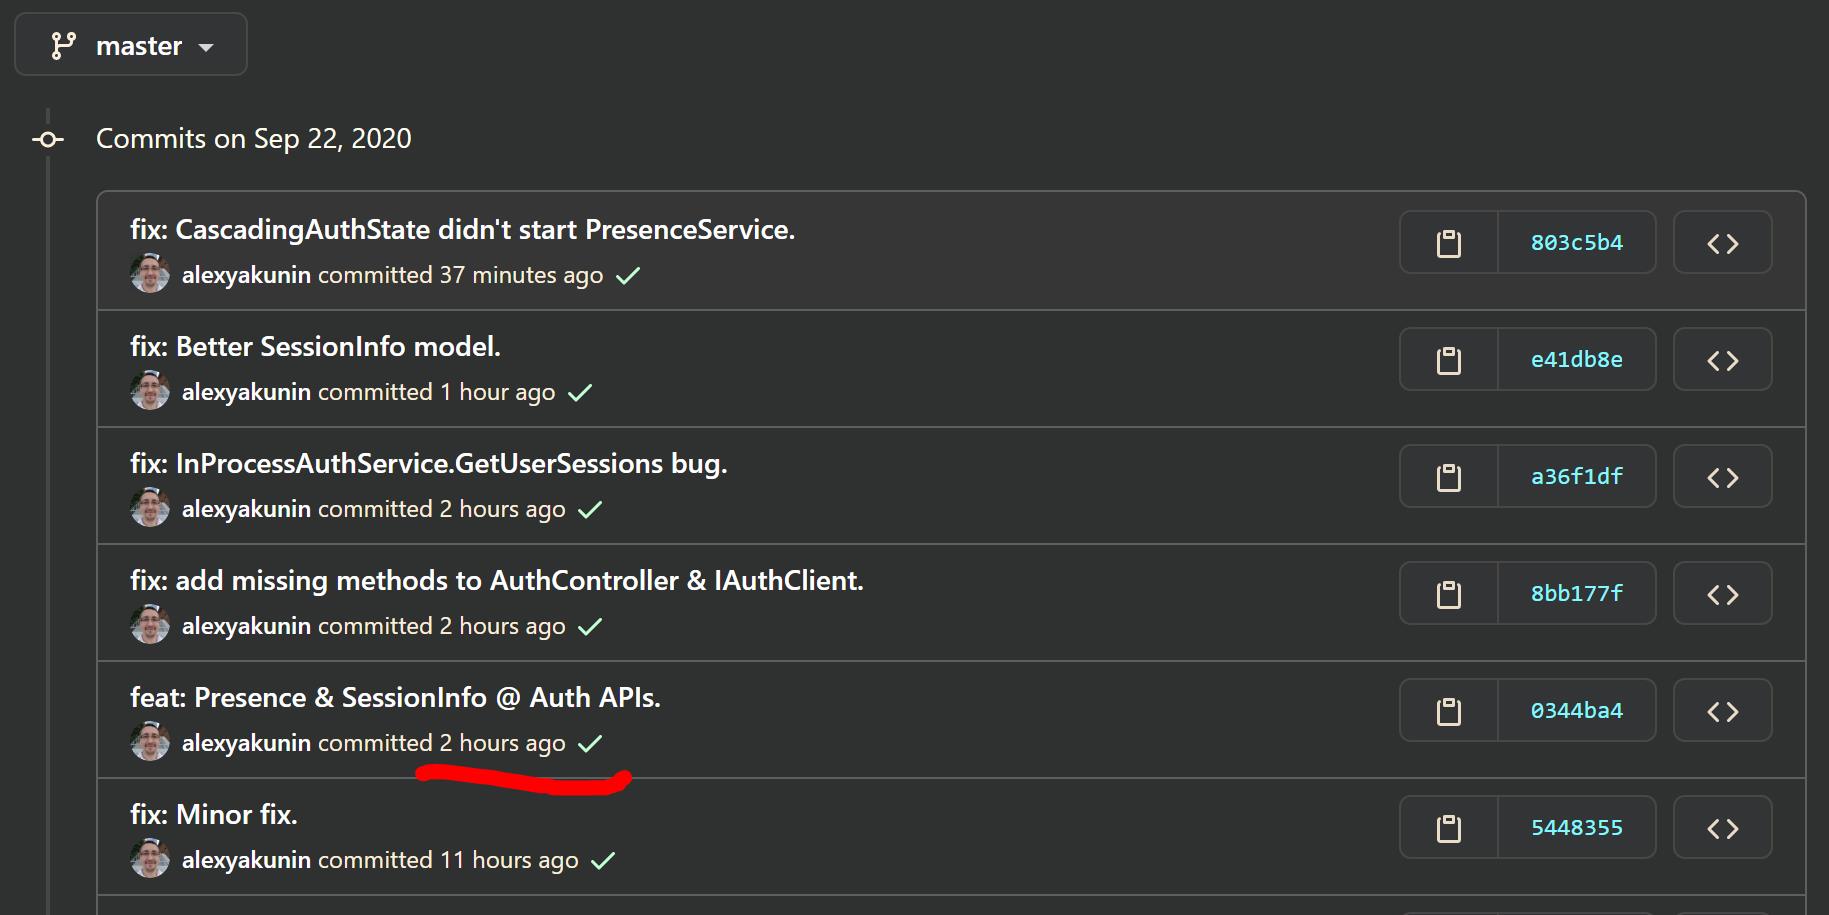 master
Commits on Sep 22, 2020
fix: CascadingAuthState didn't start PresenceService.
803c5b4
alexyakunin committed 37 minutes ago
fix: Better SessionInfo model.
e41db8e
alexyakunin committed 1 hour ago
fix: InProcessAuthService.GetUserSessions bug.
a36f1df
alexyakunin committed 2 hours ago
fix: add missing methods to AuthController & IAuthClient.
8bb177f
alexyakunin committed 2 hours ago
feat: Presence & SessionInfo @ Auth APIs.
0344ba4
alexyakunin committed 2 hours ago
fix: Minor fix.
5448355
alexyakunin committed 11 hours ago